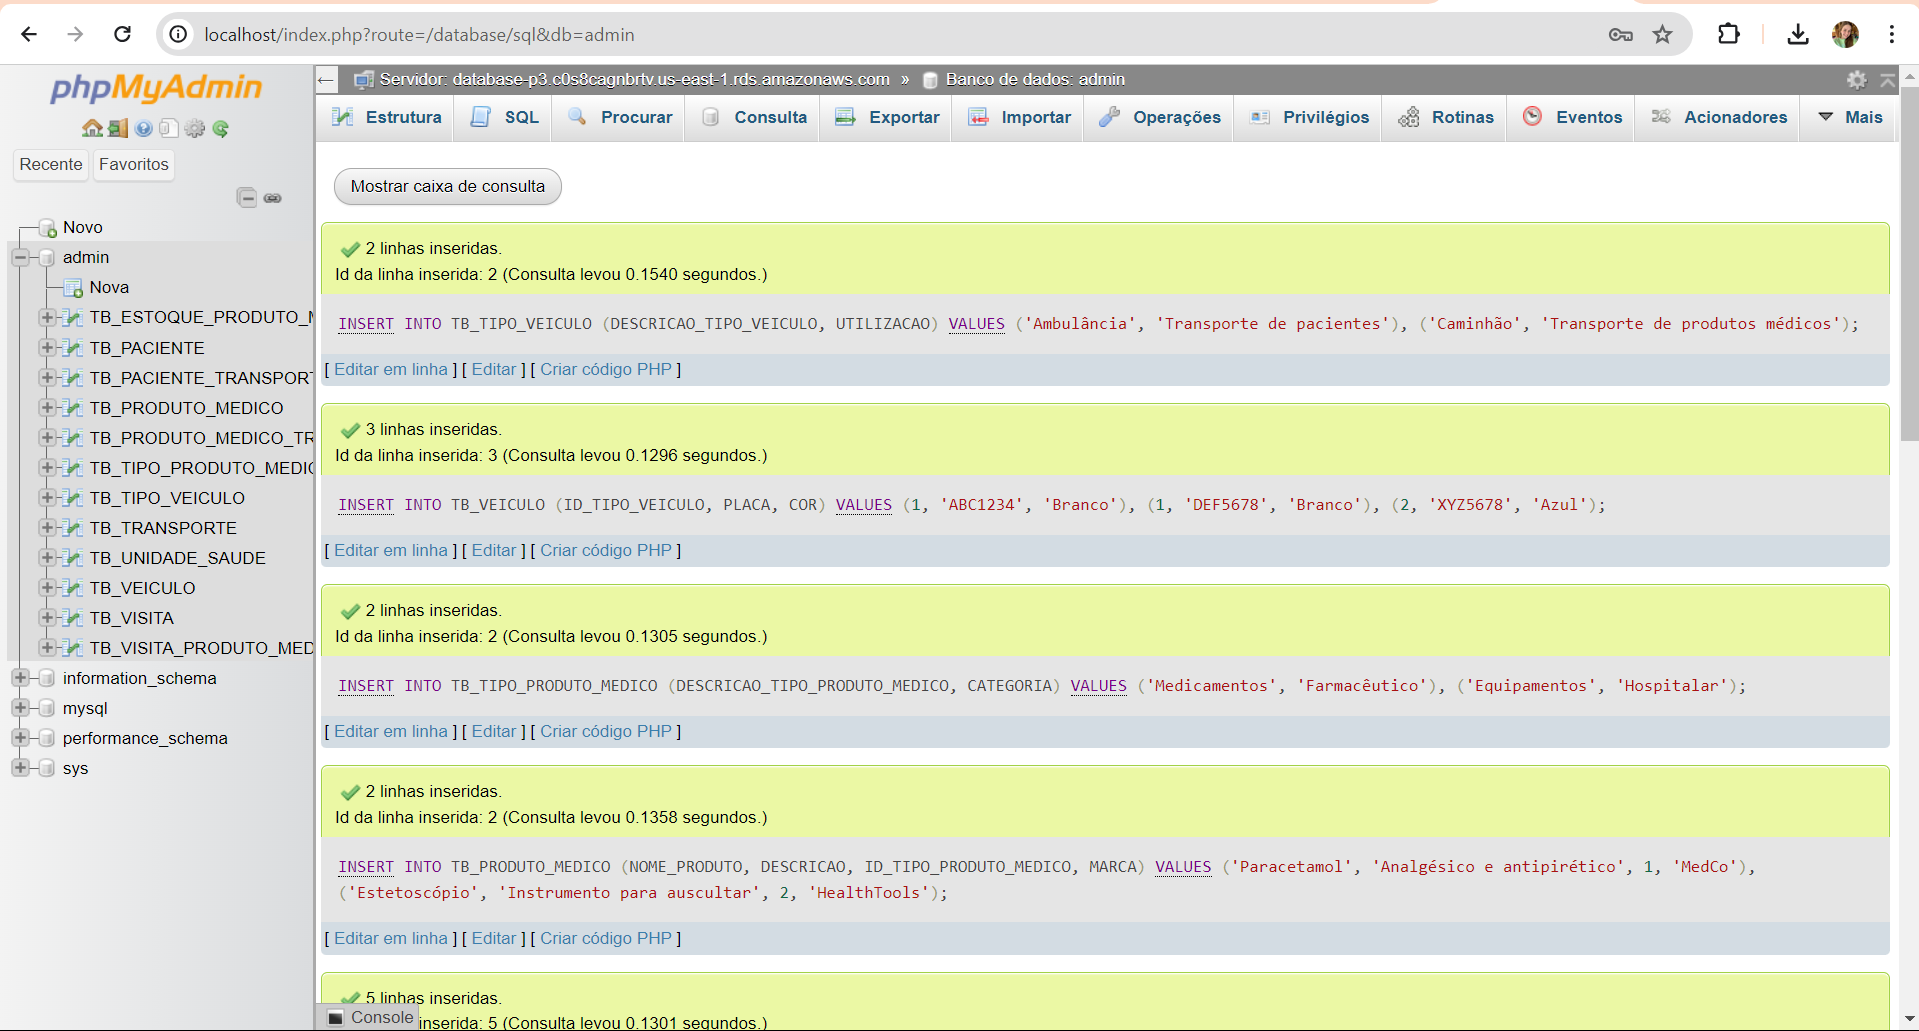 localhost/index.php?route=/database/sql&db=admin
phpMyAdmin
Recente
Favoritos
Novo
admin
Nova
TB_ESTOQUE_PRODUTO_M
TB_PACIENTE
TB_PACIENTE_TRANSPORT
TB_PRODUTO_MEDICO
TB_PRODUTO_MEDICO_TR
TB_TIPO_PRODUTO_MEDIC
TB_TIPO_VEICULO
TB_TRANSPORTE
TB_UNIDADE_SAUDE
TB_VEICULO
TB_VISITA
TB_VISITA_PRODUTO_MED
information_schema
mysql
performance_schema
sys
Servidor: database-p3.c0s8cagnbrtv.us-east-1.rds.amazonaws.com » Banco de dados: admin
Estrutura SQL Procurar Consulta Exportar Importar Operações Privilégios Rotinas Eventos Acionadores Mais
Mostrar caixa de consulta
2 linhas inseridas.
Id da linha inserida: 2 (Consulta levou 0.1540 segundos.)
INSERT INTO TB_TIPO_VEICULO (DESCRICAO_TIPO_VEICULO, UTILIZACAO) VALUES ('Ambulância', 'Transporte de pacientes'), ('Caminhão', 'Transporte de produtos médicos');
[ Editar em linha ] [ Editar ] [ Criar código PHP ]
3 linhas inseridas.
Id da linha inserida: 3 (Consulta levou 0.1296 segundos.)
INSERT INTO TB_VEICULO (ID_TIPO_VEICULO, PLACA, COR) VALUES (1, 'ABC1234', 'Branco'), (1, 'DEF5678', 'Branco'), (2, 'XYZ5678', 'Azul');
[ Editar em linha ] [ Editar ] [ Criar código PHP ]
2 linhas inseridas.
Id da linha inserida: 2 (Consulta levou 0.1305 segundos.)
INSERT INTO TB_TIPO_PRODUTO_MEDICO (DESCRICAO_TIPO_PRODUTO_MEDICO, CATEGORIA) VALUES ('Medicamentos', 'Farmacêutico'), ('Equipamentos', 'Hospitalar');
[ Editar em linha ] [ Editar ] [ Criar código PHP ]
2 linhas inseridas.
Id da linha inserida: 2 (Consulta levou 0.1358 segundos.)
INSERT INTO TB_PRODUTO_MEDICO (NOME_PRODUTO, DESCRICAO, ID_TIPO_PRODUTO_MEDICO, MARCA) VALUES ('Paracetamol', 'Analgésico e antipirético', 1, 'MedCo'),
('Estetoscópio', 'Instrumento para auscultar', 2, 'HealthTools');
[ Editar em linha ] [ Editar ] [ Criar código PHP ]
5 linhas inseridas.
Console
inserida: 5 (Consulta levou 0.1301 segundos.)